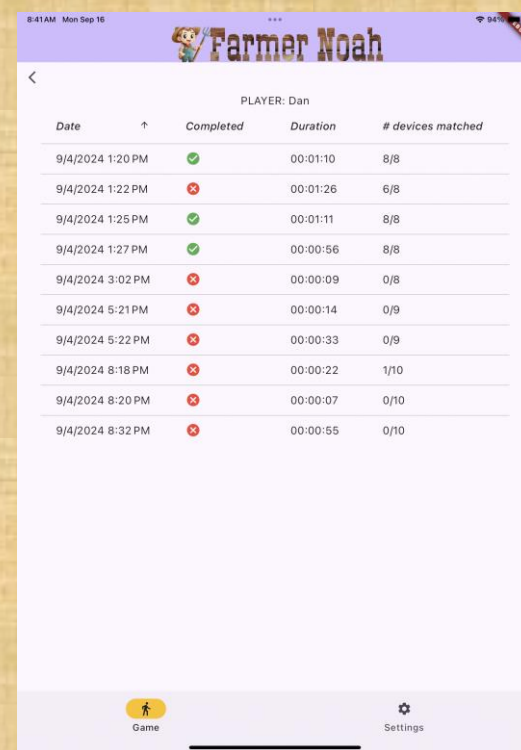 8:41 AM Mon Sep 16 94%
Farmer Noah
PLAYER: Dan
Date ↑ Completed Duration # devices matched
9/4/2024 1:20 PM 00:01:10 8/8
9/4/2024 1:22 PM 00:01:26 6/8
9/4/2024 1:25 PM 00:01:11 8/8
9/4/2024 1:27 PM 00:00:56 8/8
9/4/2024 3:02 PM 00:00:09 0/8
9/4/2024 5:21 PM 00:00:14 0/9
9/4/2024 5:22 PM 00:00:33 0/9
9/4/2024 8:18 PM 00:00:22 1/10
9/4/2024 8:20 PM 00:00:07 0/10
9/4/2024 8:32 PM 00:00:55 0/10
Game Settings